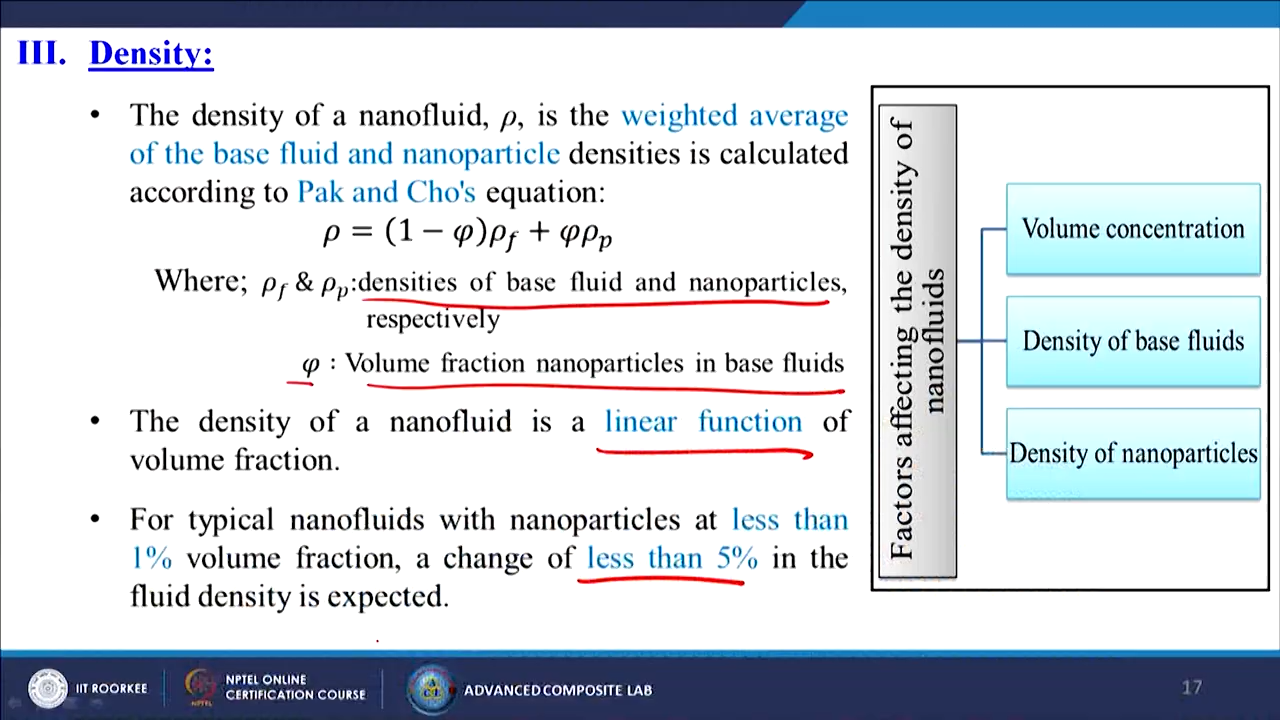 III. Density:
• The density of a nanofluid, ρ, is the weighted average
of the base fluid and nanoparticle densities is calculated
according to Pak and Cho's equation:
ρ = (1 − φ)ρ_f + φρ_p
Where; ρ_f & ρ_p:densities of base fluid and nanoparticles,
respectively
φ : Volume fraction nanoparticles in base fluids
• The density of a nanofluid is a linear function of
volume fraction.
• For typical nanofluids with nanoparticles at less than
1% volume fraction, a change of less than 5% in the
fluid density is expected.
Factors affecting the density of
nanofluids
Volume concentration
Density of base fluids
Density of nanoparticles
IIT ROORKEE
NPTEL ONLINE
CERTIFICATION COURSE
NPTEL
ADVANCED COMPOSITE LAB
17